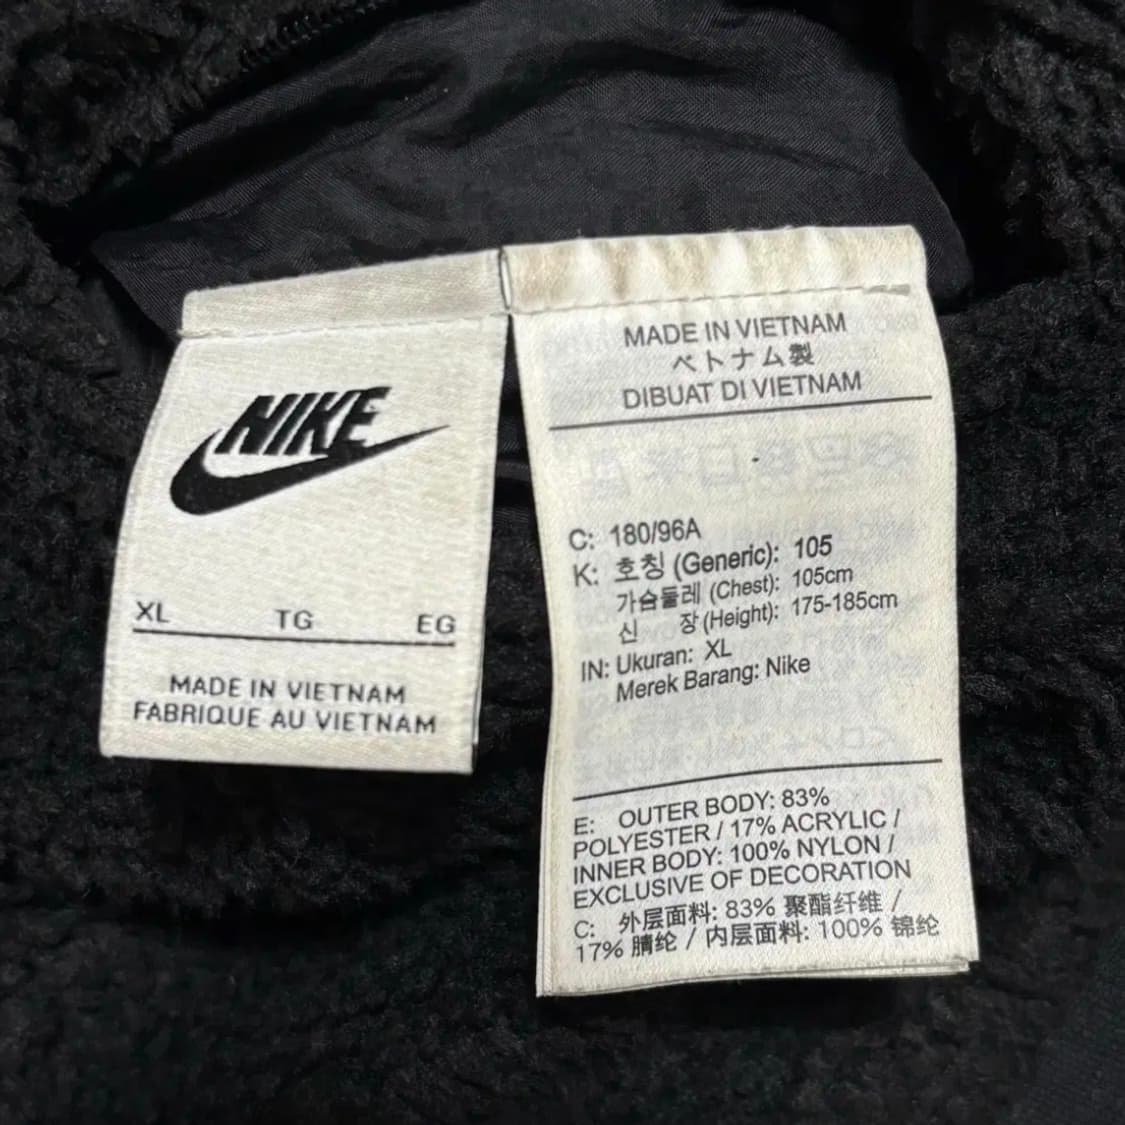 NIKE
XL TG EG
MADE IN VIETNAM
FABRIQUE AU VIETNAM
MADE IN VIETNAM
ベトナム製
DIBUAT DI VIETNAM
C: 180/96A
K: 호칭 (Generic): 105
가슴둘레 (Chest): 105cm
신 장 (Height): 175-185cm
IN: Ukuran: XL
Merek Barang: Nike
E: OUTER BODY: 83%
POLYESTER / 17% ACRYLIC /
INNER BODY: 100% NYLON /
EXCLUSIVE OF DECORATION
C: 外层面料: 83% 聚酯纤维 /
17% 腈纶 / 内层面料: 100% 锦纶